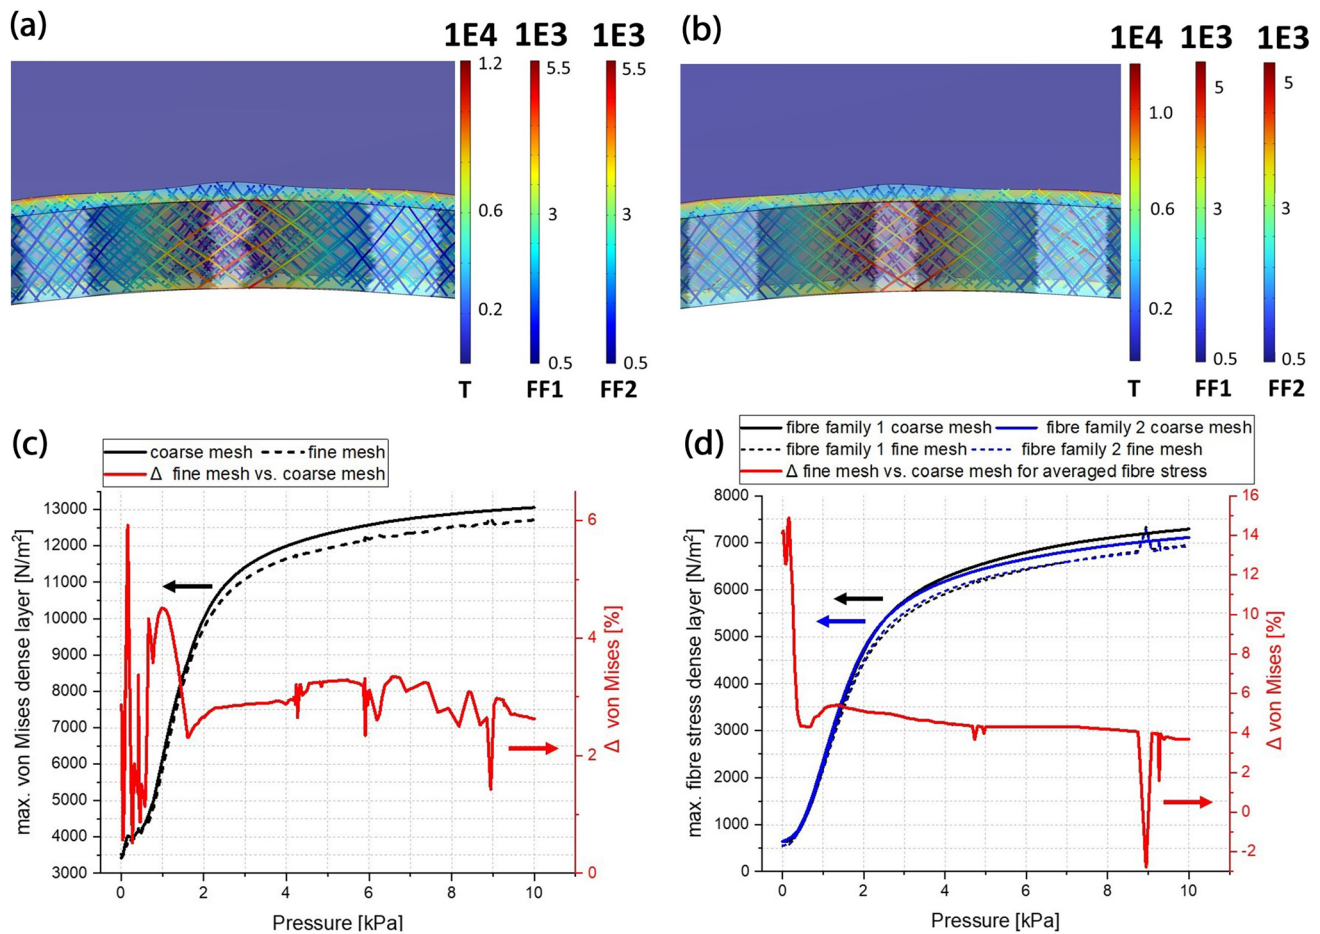 (a)
1E4 1E3 1E3
1.2 5.5 5.5
0.6 3 3
0.2
0.5 0.5
T FF1 FF2
(b)
1E4 1E3 1E3
5 5
1.0
0.6 3 3
0.2
0.5 0.5
T FF1 FF2
(c)
coarse mesh fine mesh
Δ fine mesh vs. coarse mesh
max. von Mises dense layer [N/m²]
13000
12000
11000
10000
9000
8000
7000
6000
5000
4000
3000
0 2 4 6 8 10
Pressure [kPa]
6
4
2
0
Δ von Mises [%]
(d)
fibre family 1 coarse mesh fibre family 2 coarse mesh
fibre family 1 fine mesh fibre family 2 fine mesh
Δ fine mesh vs. coarse mesh for averaged fibre stress
max. fibre stress dense layer [N/m²]
8000
7000
6000
5000
4000
3000
2000
1000
0
0 2 4 6 8 10
Pressure [kPa]
16
14
12
10
8
6
4
2
0
-2
Δ von Mises [%]